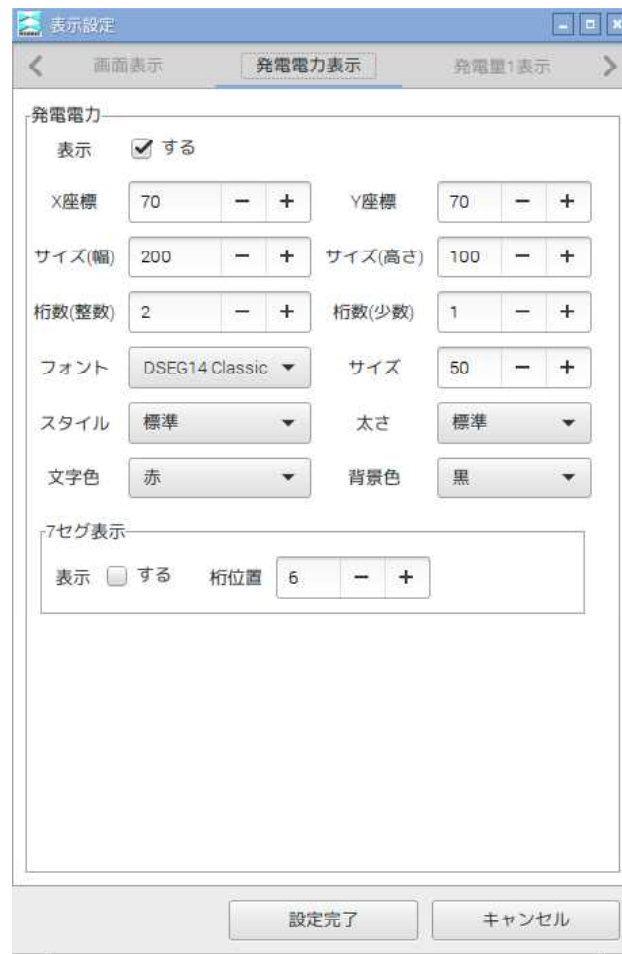 表示設定
画面表示 発電電力表示 発電量1表示
発電電力
表示 する
X座標 70 − + Y座標 70 − +
サイズ(幅) 200 − + サイズ(高さ) 100 − +
桁数(整数) 2 − + 桁数(少数) 1 − +
フォント DSEG14 Classic サイズ 50 − +
スタイル 標準 太さ 標準
文字色 赤 背景色 黒
7セグ表示
表示 する 桁位置 6 − +
設定完了 キャンセル